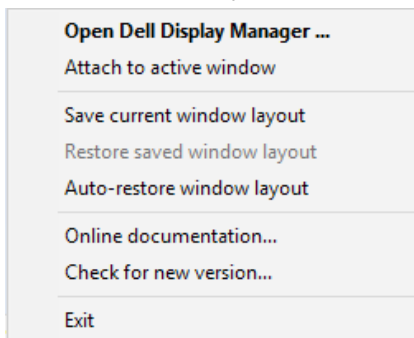 Open Dell Display Manager ...
Attach to active window
Save current window layout
Restore saved window layout
Auto-restore window layout
Online documentation...
Check for new version...
Exit